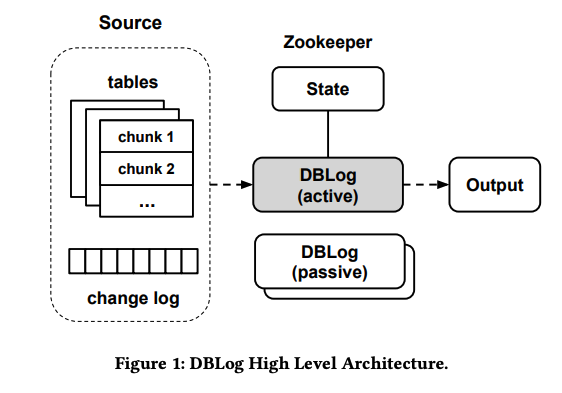 Source
tables
chunk 1
chunk 2
...
change log
Zookeeper
State
DBLog
(active)
DBLog
(passive)
Output
Figure 1: DBLog High Level Architecture.